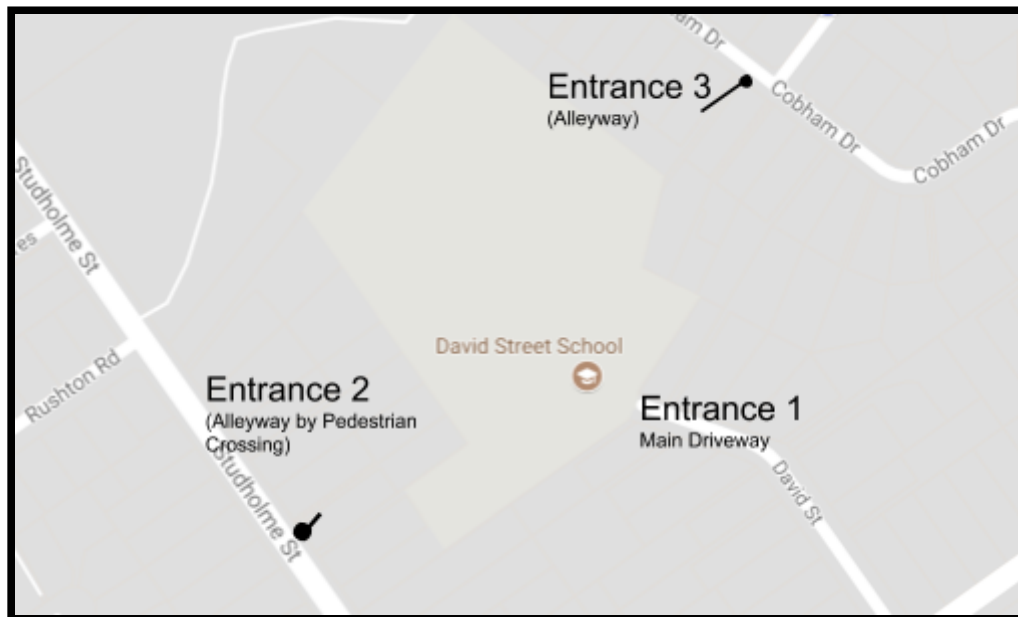 Dr
Entrance 3
(Alleyway)
Cobham Dr
Cobham Dr
Studholme St
David Street School
Rushton Rd
Entrance 2
(Alleyway by Pedestrian
Crossing)
Entrance 1
Main Driveway
Studholme St
David St